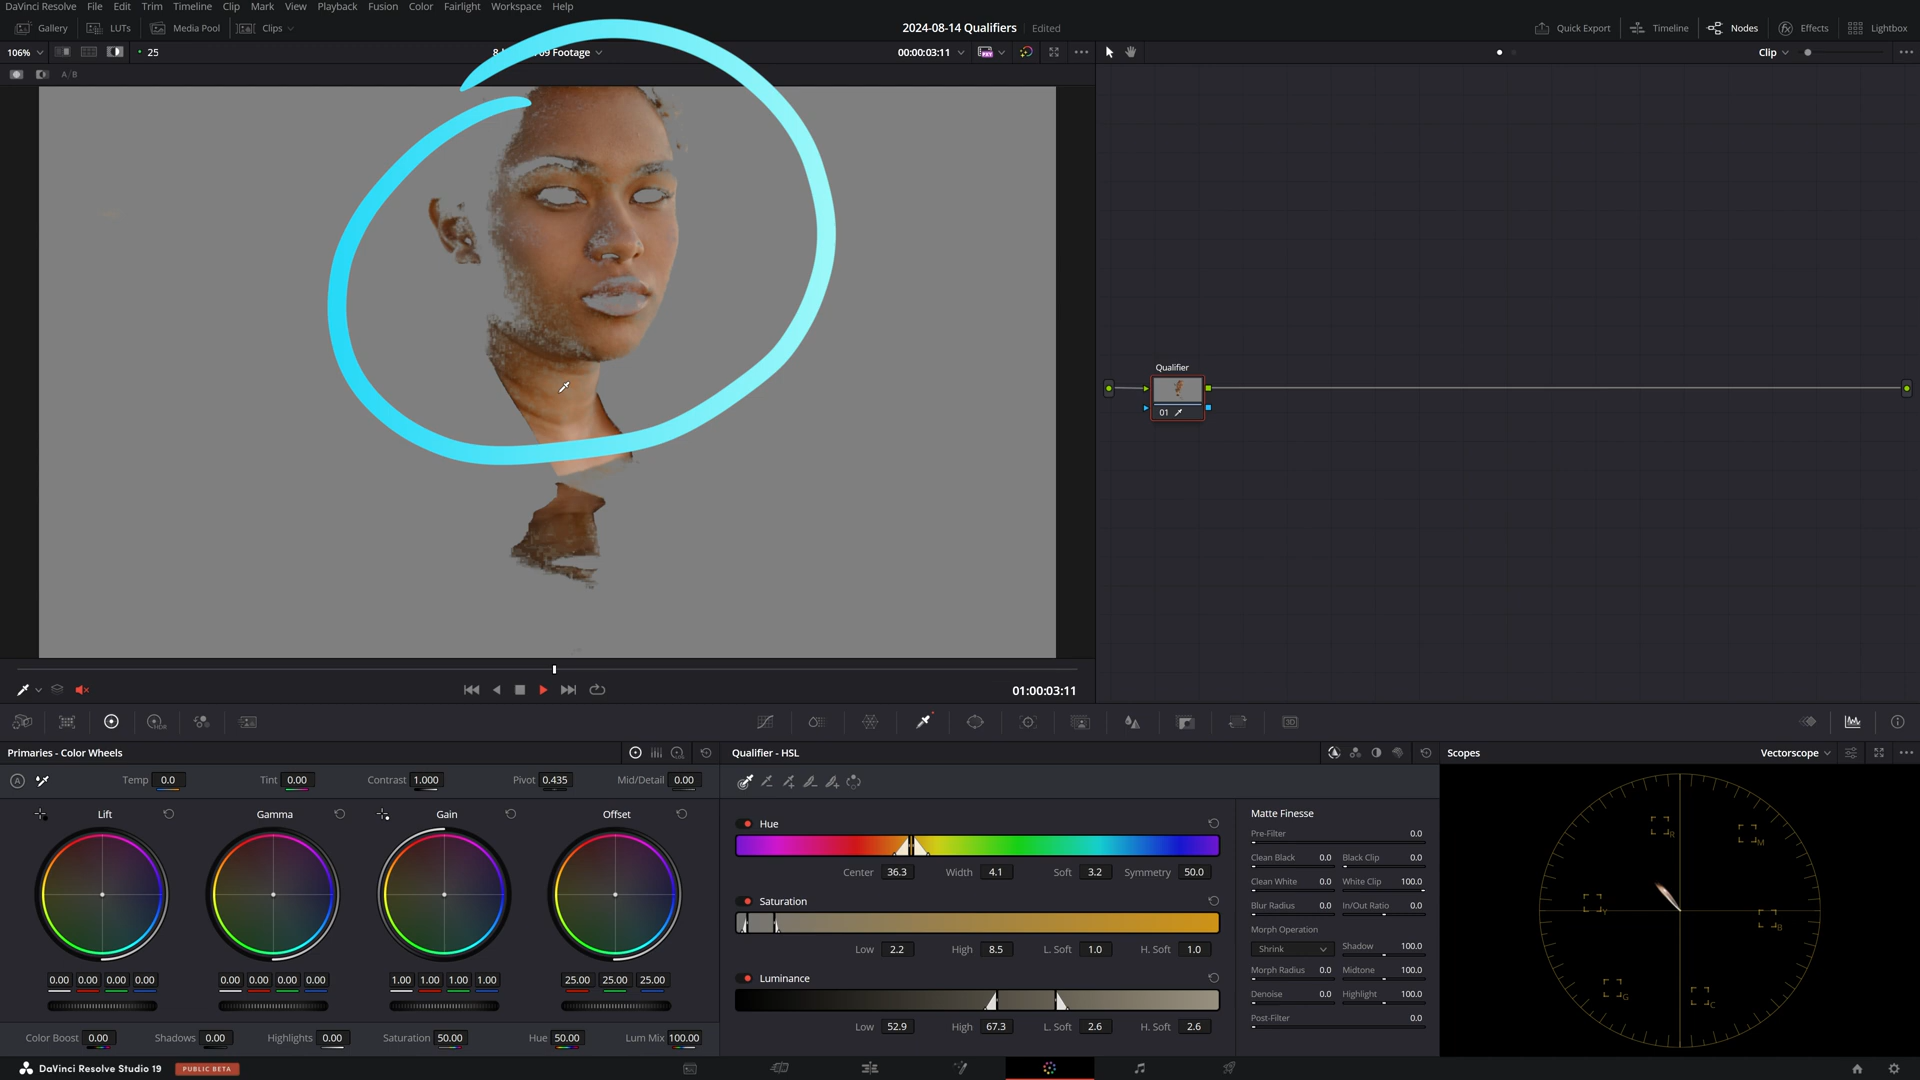 DaVinci Resolve File Edit Trim Timeline Clip Mark View Playback Fusion Color Fairlight Workspace Help
Gallery LUTs Media Pool Clips 2024-08-14 Qualifiers Edited Quick Export Timeline Nodes Effects Lightbox
106% 25 Footage 00:00:03:11 Clip
A/B
Qualifier
01
01:00:03:11
Primaries - Color Wheels
Temp 0.0 Tint 0.00 Contrast 1.000 Pivot 0.435 Mid/Detail 0.00
Lift Gamma Gain Offset
0.00 0.00 0.00 0.00 0.00 0.00 0.00 0.00 1.00 1.00 1.00 1.00 25.00 25.00 25.00
Color Boost 0.00 Shadows 0.00 Highlights 0.00 Saturation 50.00 Hue 50.00 Lum Mix 100.00
Qualifier - HSL
Hue
Center 36.3 Width 4.1 Soft 3.2 Symmetry 50.0
Saturation
Low 2.2 High 8.5 L. Soft 1.0 H. Soft 1.0
Luminance
Low 52.9 High 67.3 L. Soft 2.6 H. Soft 2.6
Matte Finesse
Pre-Filter 0.0
Clean Black 0.0 Black Clip 0.0
Clean White 0.0 White Clip 100.0
Blur Radius 0.0 In/Out Ratio 0.0
Morph Operation
Shrink Shadow 100.0
Morph Radius 0.0 Midtone 100.0
Denoise 0.0 Highlight 100.0
Post-Filter 0.0
Scopes Vectorscope
R M
Y B
G C
DaVinci Resolve Studio 19 PUBLIC BETA